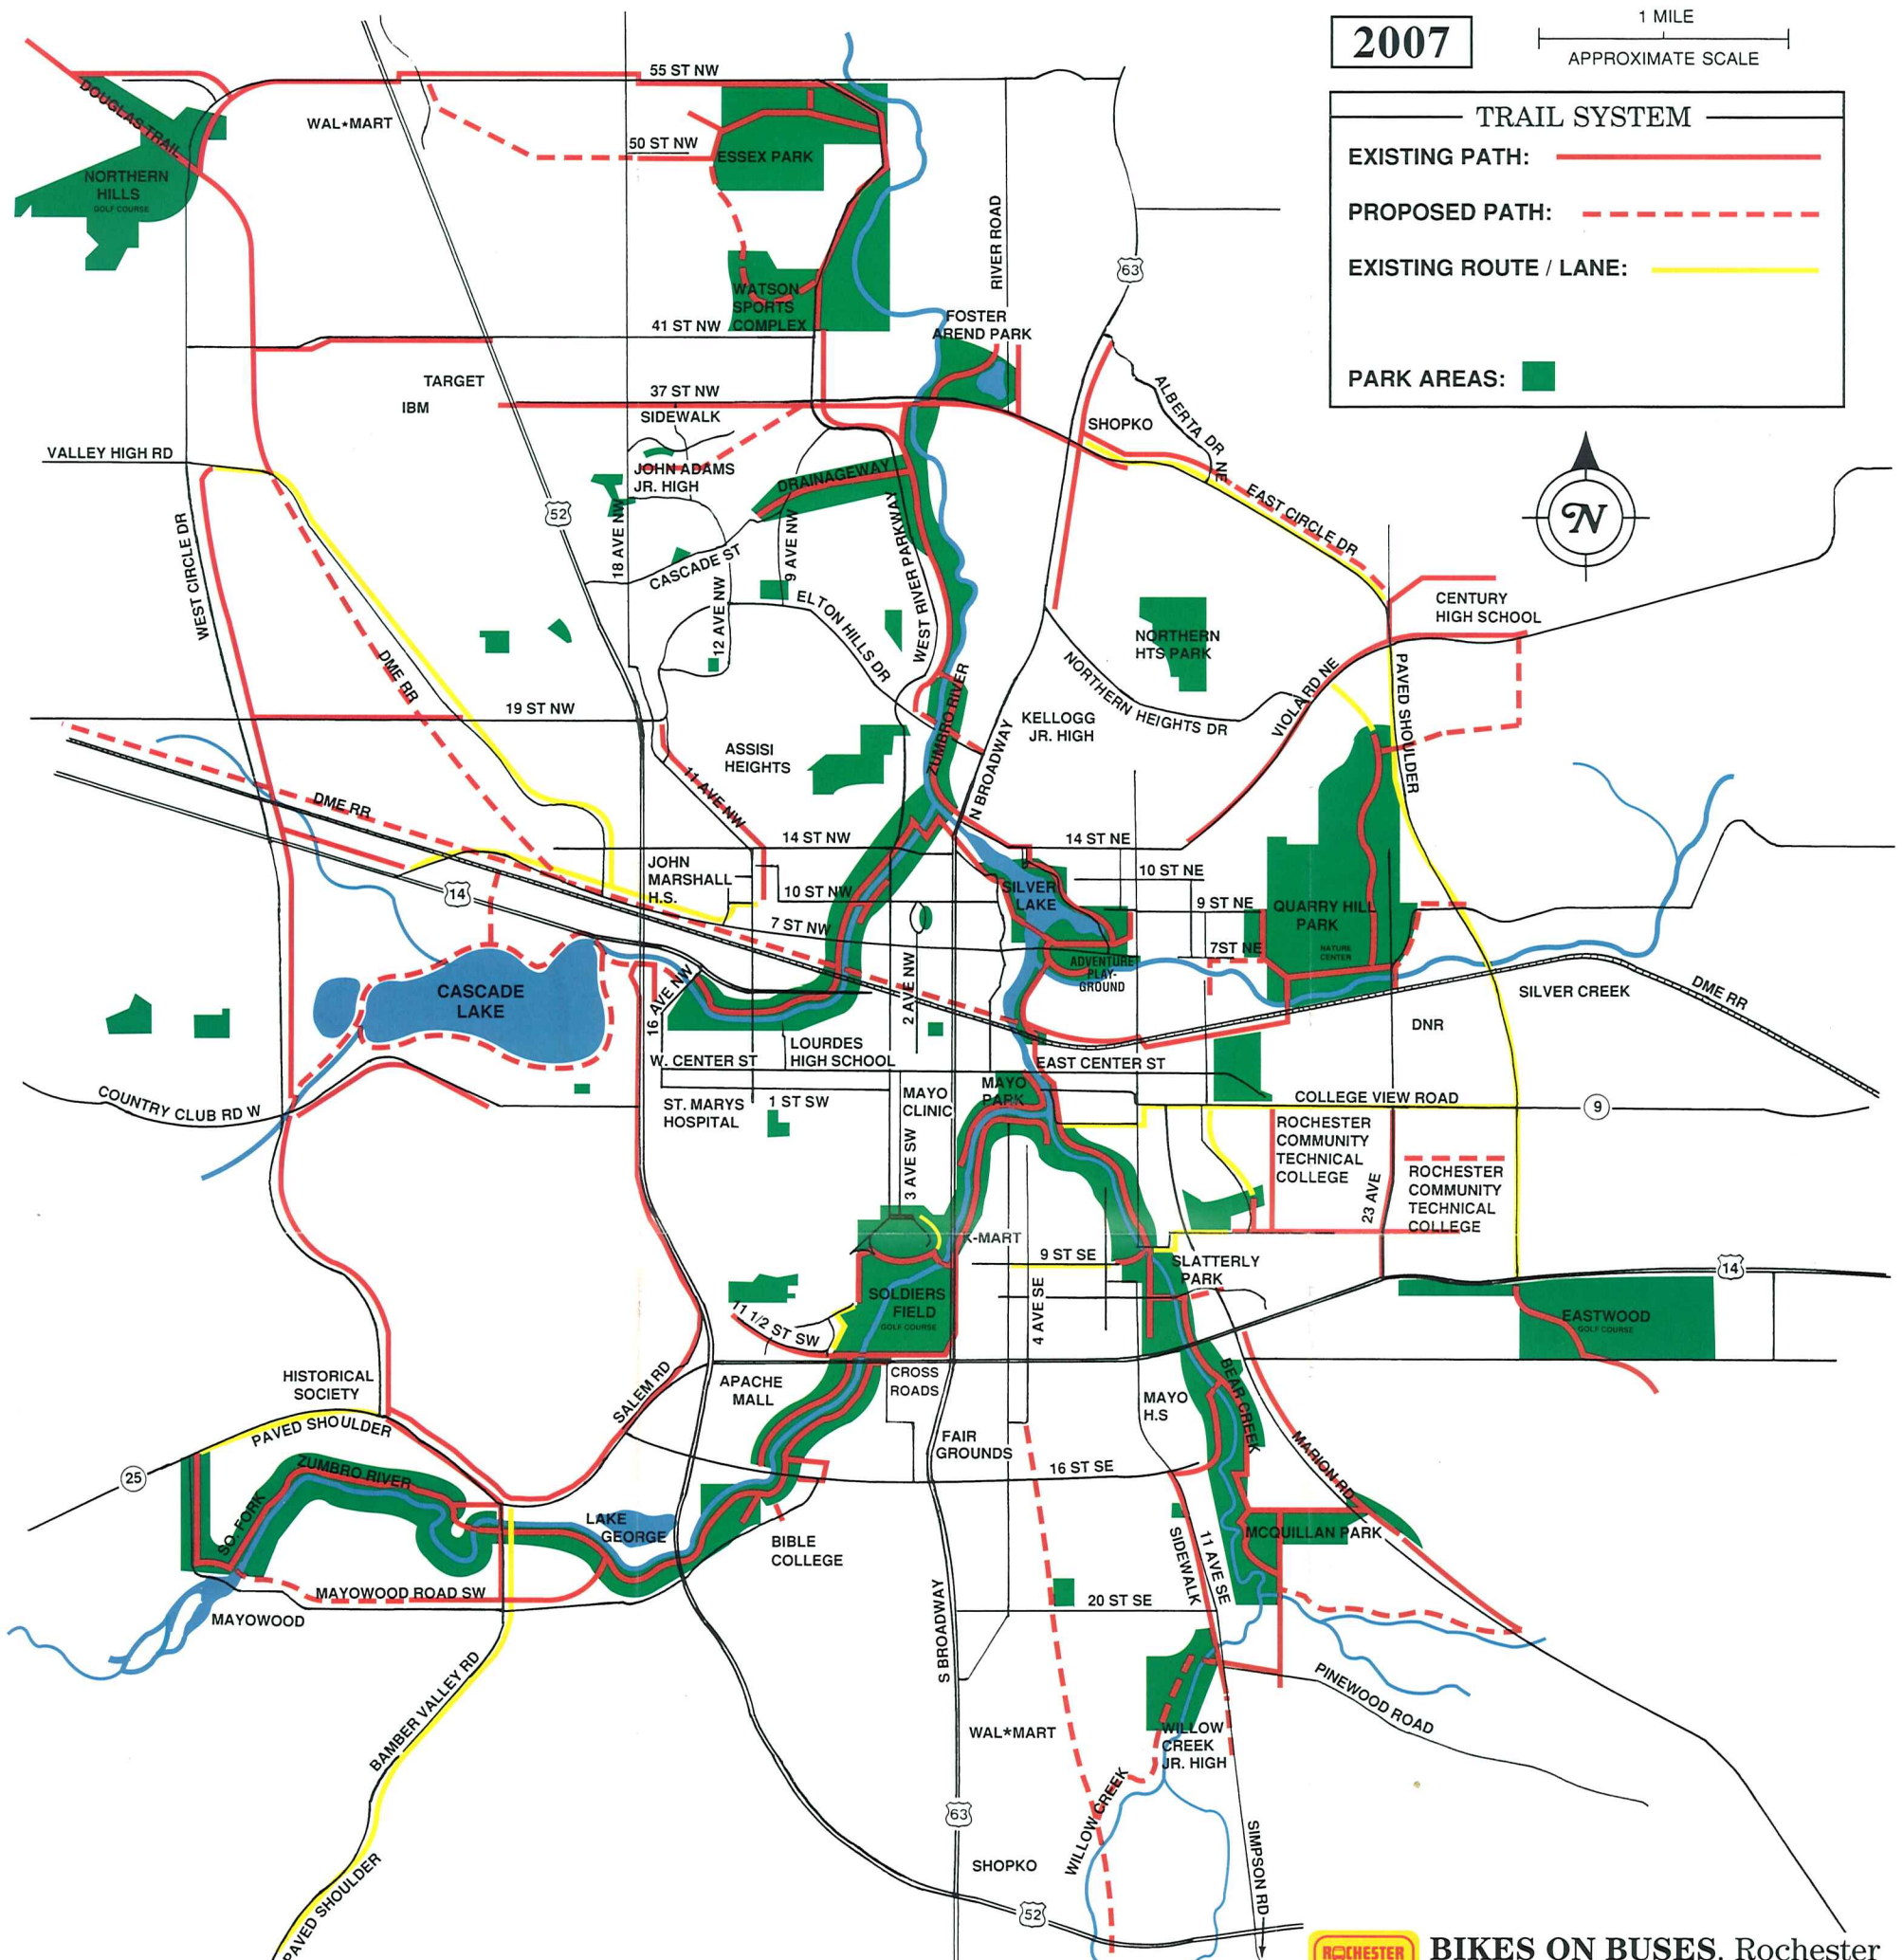 2007
1 MILE
APPROXIMATE SCALE
TRAIL SYSTEM
EXISTING PATH:
PROPOSED PATH:
EXISTING ROUTE / LANE:
PARK AREAS:
N
55 ST NW
DOUGLAS TRAIL
WAL★MART
50 ST NW
ESSEX PARK
NORTHERN
HILLS
GOLF COURSE
RIVER ROAD
63
WATSON
SPORTS
COMPLEX
41 ST NW
FOSTER
AREND PARK
TARGET
IBM
37 ST NW
SIDEWALK
SHOPKO
ALBERTA DR NE
VALLEY HIGH RD
JOHN ADAMS
JR. HIGH
DRAINAGEWAY
EAST CIRCLE DR
52
18 AVE NW
CASCADE ST
9 AVE NW
WEST RIVER PARKWAY
WEST CIRCLE DR
12 AVE NW
ELTON HILLS DR
CENTURY
HIGH SCHOOL
NORTHERN
HTS PARK
DME RR
ZUMBRO RIVER
NORTHERN HEIGHTS DR
VIOLA RD NE
PAVED SHOULDER
19 ST NW
KELLOGG
JR. HIGH
ASSISI
HEIGHTS
11 AVE NW
N BROADWAY
DME RR
14 ST NW
14 ST NE
JOHN
MARSHALL
H.S.
10 ST NW
10 ST NE
14
SILVER
LAKE
9 ST NE
QUARRY HILL
PARK
NATURE
CENTER
7 ST NW
7ST NE
ADVENTURE
PLAY-
GROUND
CASCADE
LAKE
16 AVE NW
2 AVE NW
SILVER CREEK
DME RR
DNR
LOURDES
HIGH SCHOOL
W. CENTER ST
EAST CENTER ST
COUNTRY CLUB RD W
ST. MARYS
HOSPITAL
1 ST SW
MAYO
CLINIC
MAYO
PARK
COLLEGE VIEW ROAD
9
ROCHESTER
COMMUNITY
TECHNICAL
COLLEGE
23 AVE
ROCHESTER
COMMUNITY
TECHNICAL
COLLEGE
3 AVE SW
K-MART
9 ST SE
SLATTERLY
PARK
14
SOLDIERS
FIELD
GOLF COURSE
4 AVE SE
11 1/2 ST SW
EASTWOOD
GOLF COURSE
HISTORICAL
SOCIETY
SALEM RD
APACHE
MALL
CROSS
ROADS
MAYO
H.S
BEAR CREEK
PAVED SHOULDER
FAIR
GROUNDS
16 ST SE
MARION RD
25
ZUMBRO RIVER
SO. FORK
LAKE
GEORGE
BIBLE
COLLEGE
MCQUILLAN PARK
SIDEWALK
11 AVE SE
MAYOWOOD ROAD SW
MAYOWOOD
20 ST SE
S BROADWAY
PINEWOOD ROAD
BAMBER VALLEY RD
WAL★MART
WILLOW
CREEK
JR. HIGH
WILLOW CREEK
63
SHOPKO
SIMPSON RD
PAVED SHOULDER
52
ROCHESTER
BIKES ON BUSES. Rochester